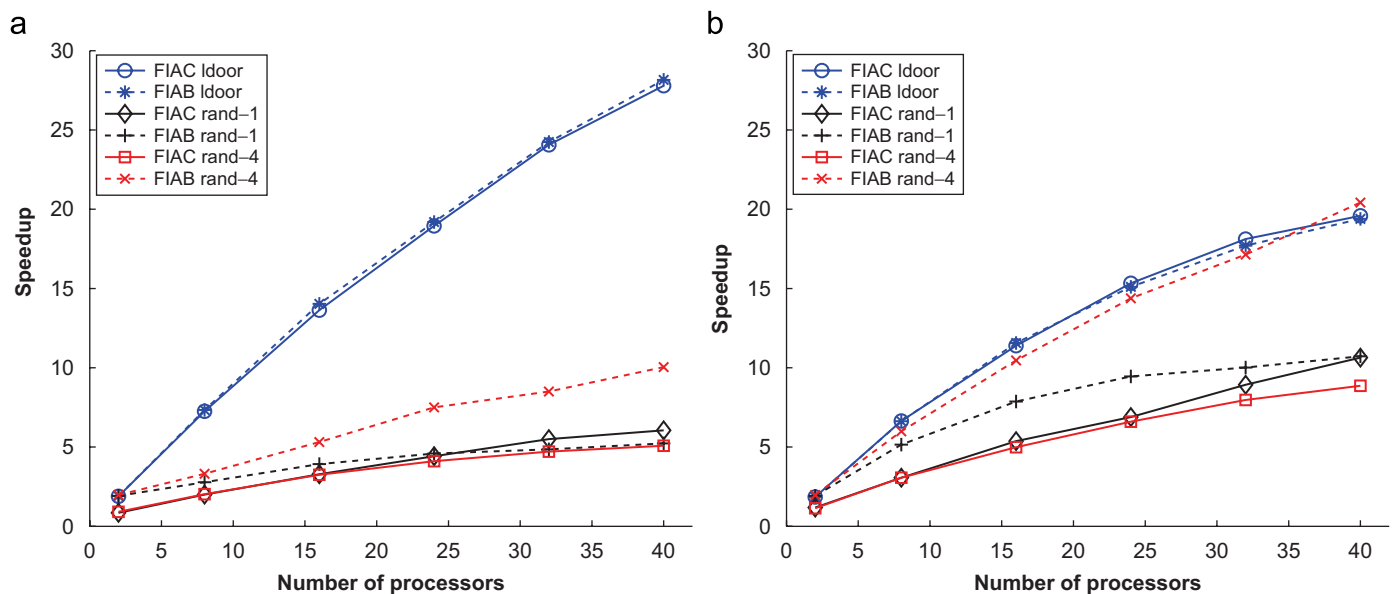 a
30
25
20
15
10
5
0
Speedup
FIAC ldoor
FIAB ldoor
FIAC rand–1
FIAB rand–1
FIAC rand–4
FIAB rand–4
0 5 10 15 20 25 30 35 40
Number of processors
b
30
25
20
15
10
5
0
Speedup
FIAC ldoor
FIAB ldoor
FIAC rand–1
FIAB rand–1
FIAC rand–4
FIAB rand–4
0 5 10 15 20 25 30 35 40
Number of processors